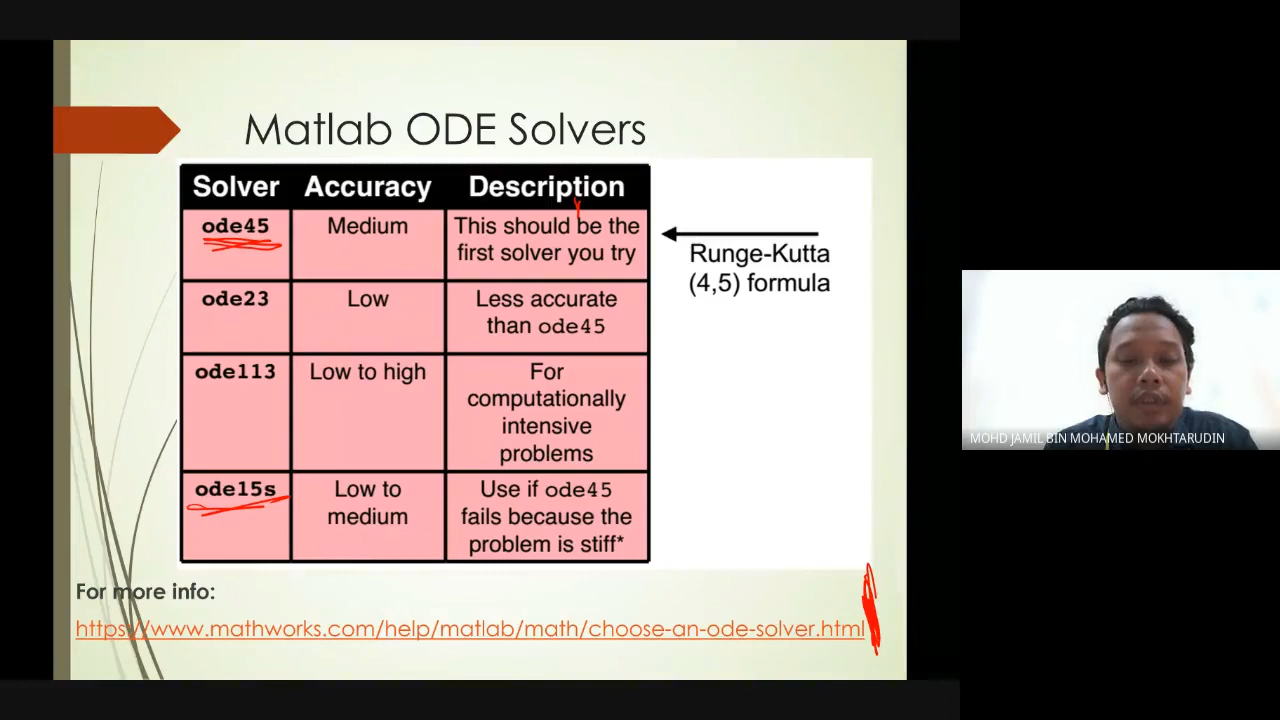 Matlab ODE Solvers
Solver Accuracy Description
ode45 Medium This should be the
first solver you try
Runge-Kutta
(4,5) formula
ode23 Low Less accurate
than ode45
ode113 Low to high For
computationally
intensive
problems
ode15s Low to Use if ode45
medium fails because the
problem is stiff*
For more info:
https://www.mathworks.com/help/matlab/math/choose-an-ode-solver.html
MOHD JAMIL BIN MOHAMED MOKHTARUDIN